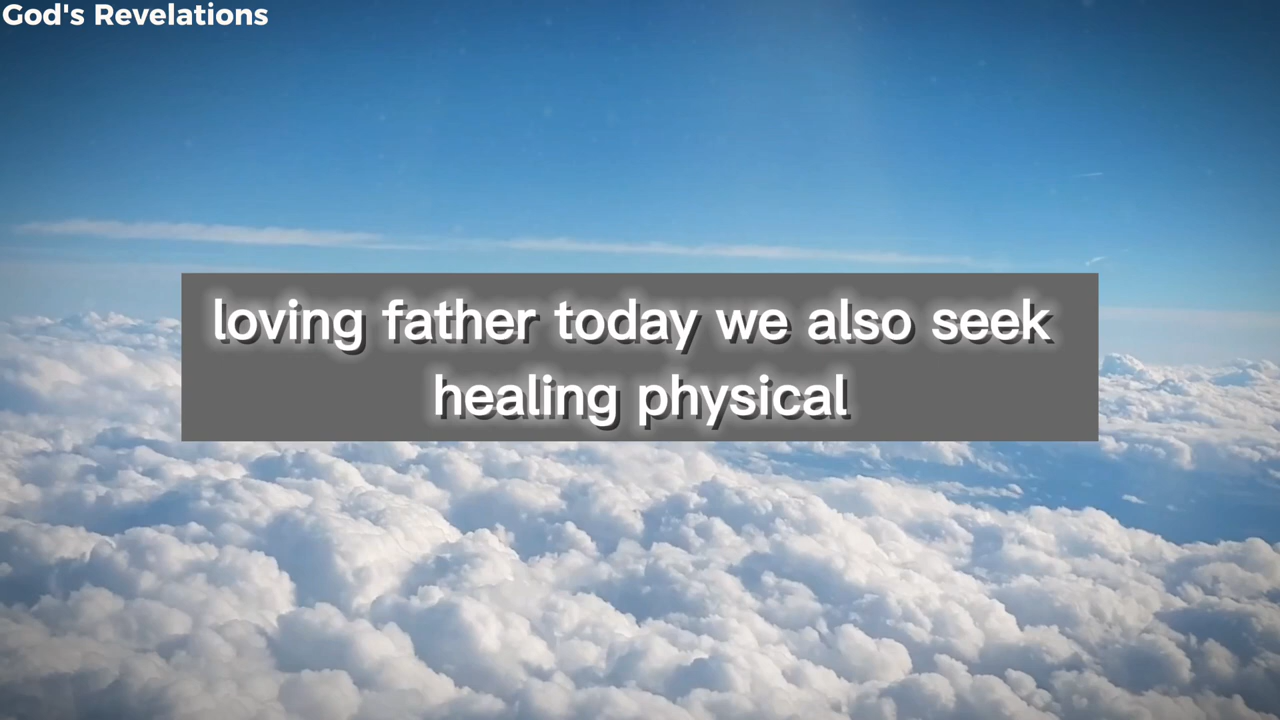 God's Revelations
loving father today we also seek
healing physical